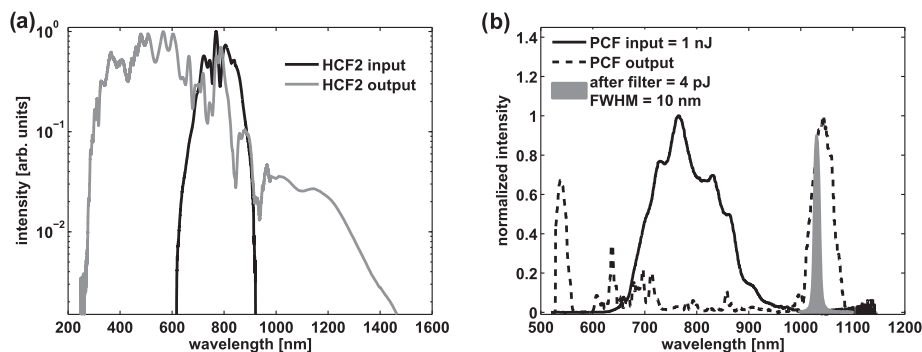 (a)
10^0
10^-1
10^-2
intensity [arb. units]
HCF2 input
HCF2 output
200 400 600 800 1000 1200 1400 1600
wavelength [nm]
(b)
1.4
1.2
1
0.8
0.6
0.4
0.2
0
normalized intensity
PCF input = 1 nJ
PCF output
after filter = 4 pJ
FWHM = 10 nm
500 600 700 800 900 1000 1100 1200
wavelength [nm]